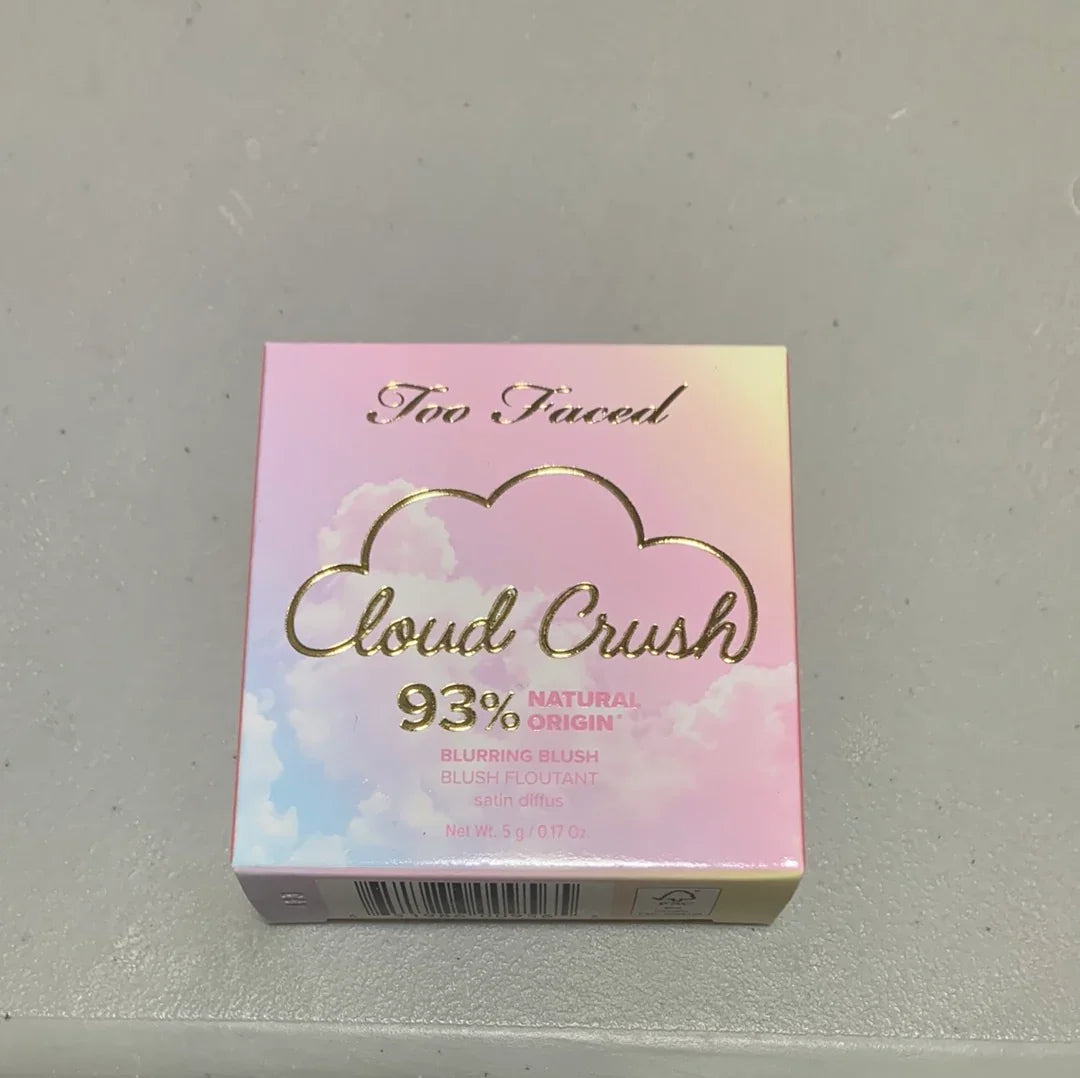 Too Faced
Cloud Crush
93% NATURAL
ORIGIN*
BLURRING BLUSH
BLUSH FLOUTANT
satin diffus
Net Wt. 5 g / 0.17 Oz.
FSC